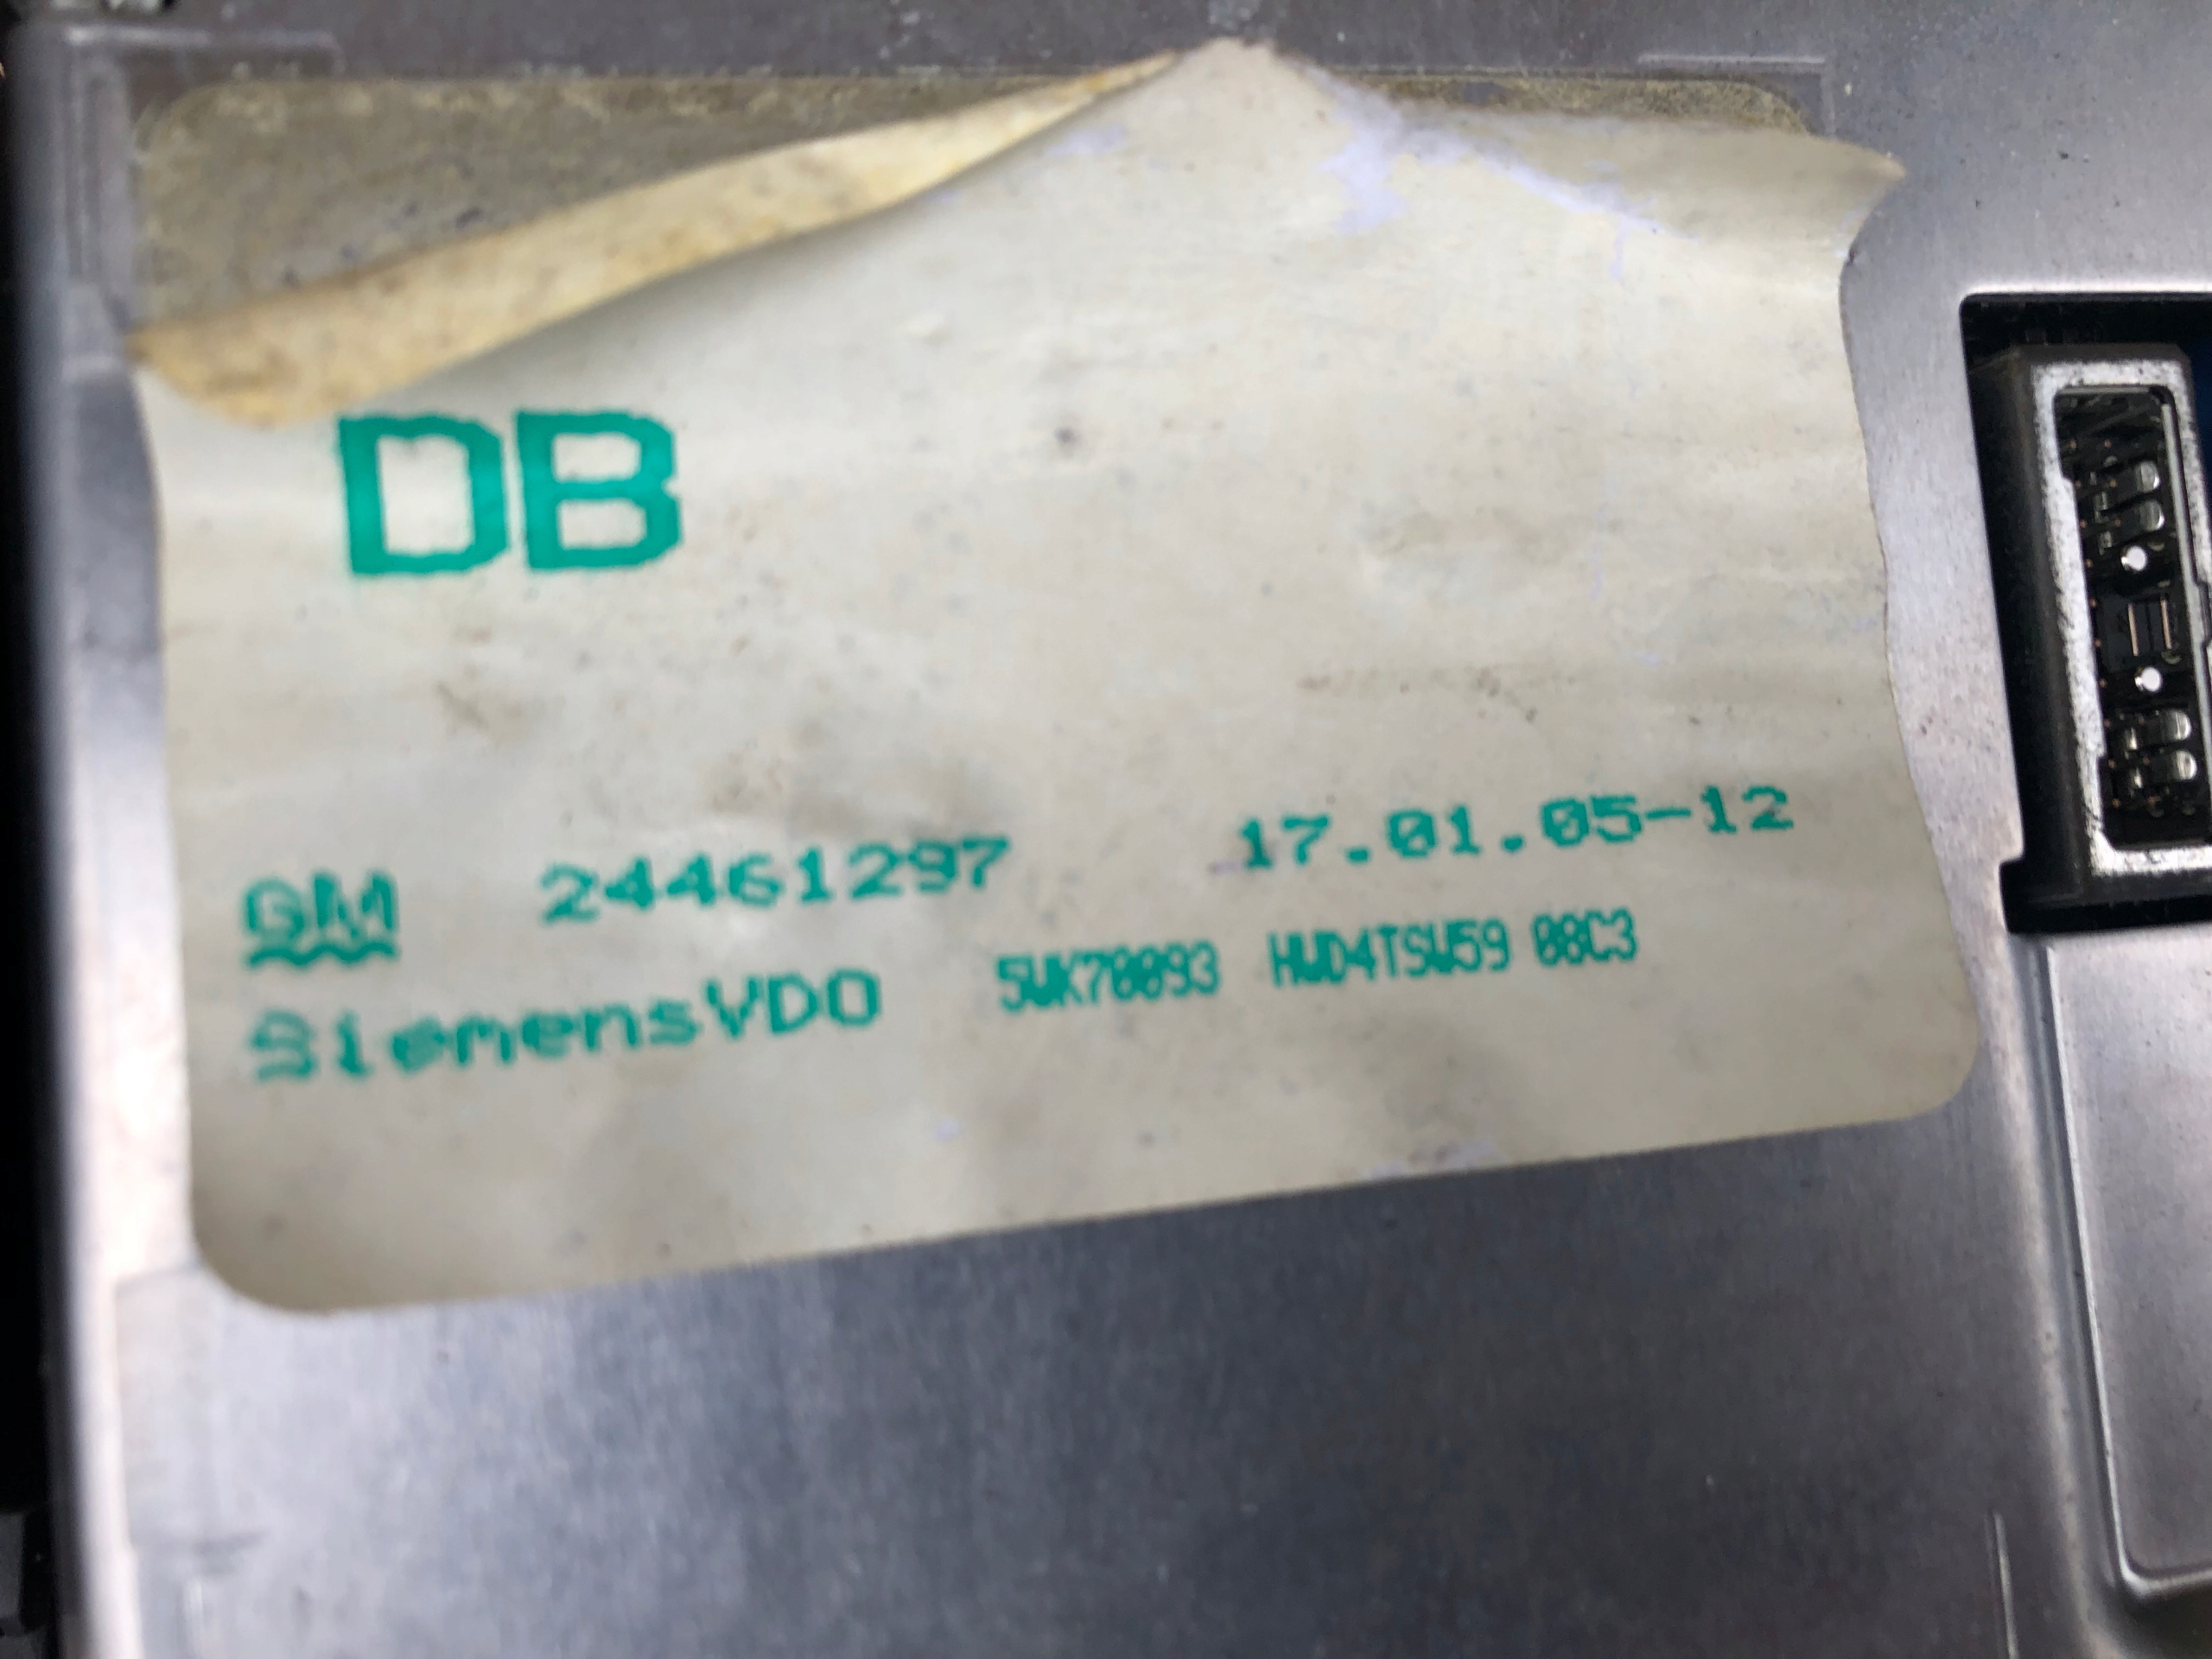 DB
GM 24461297 17.01.05-12
SiemensVDO 5WK70093 HWD4TSW59 08C3